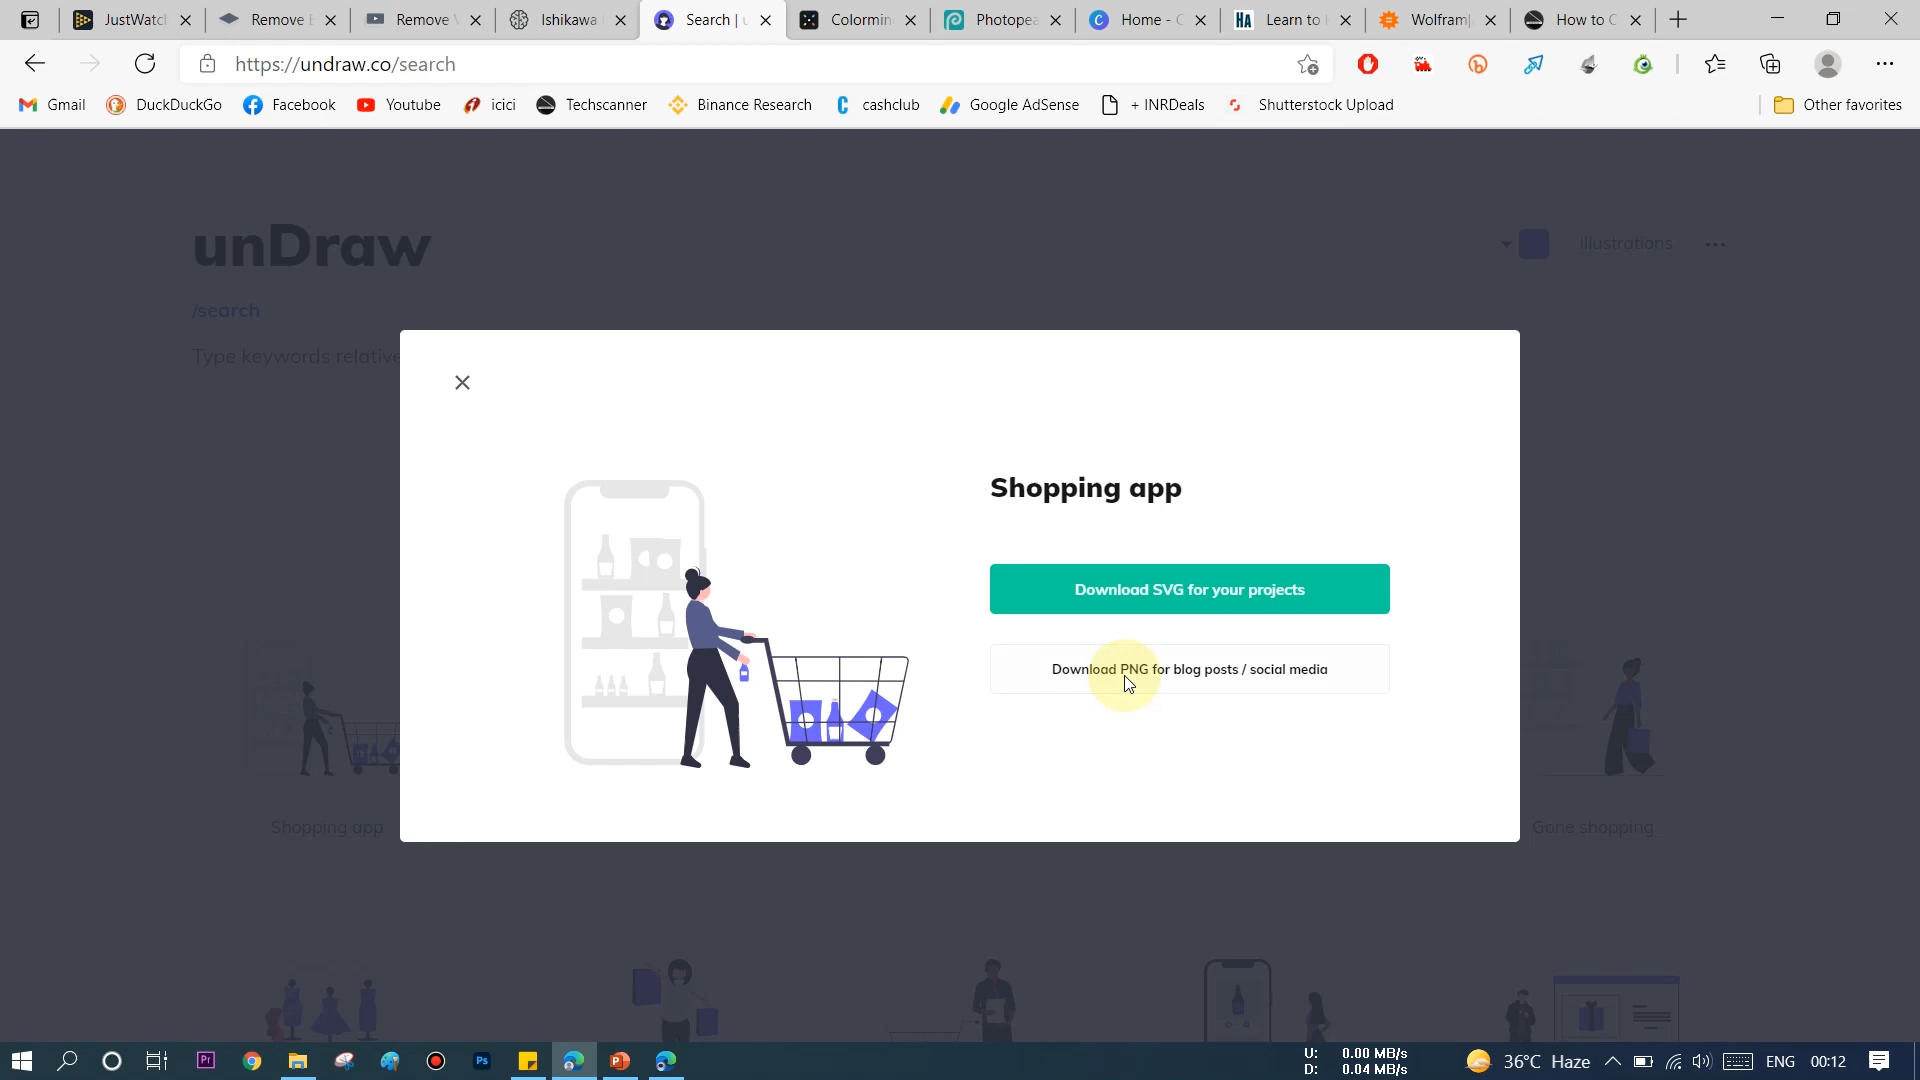 JustWatch
Remove
Remove
Ishikawa
Search | u
Colormin
Photopea
Home - C
Learn to
Wolfram|
How to C
https://undraw.co/search
Gmail
DuckDuckGo
Facebook
Youtube
icici
Techscanner
Binance Research
cashclub
Google AdSense
+ INRDeals
Shutterstock Upload
Other favorites
unDraw
Illustrations
/search
Type keywords relative
Shopping app
Download SVG for your projects
Download PNG for blog posts / social media
Shopping app
Gone shopping
U: 0.00 MB/s
D: 0.04 MB/s
36°C Haze
ENG
00:12